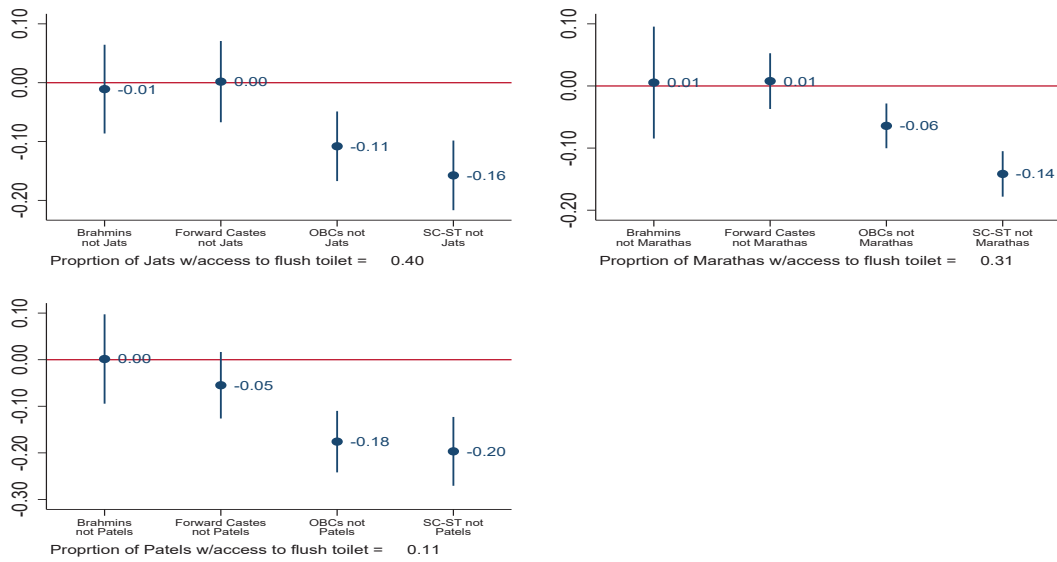 0.10
0.00
-0.10
-0.20
-0.01
0.00
-0.11
-0.16
Brahmins not Jats
Forward Castes not Jats
OBCs not Jats
SC-ST not Jats
Proprtion of Jats w/access to flush toilet = 0.40
0.10
0.00
-0.10
-0.20
0.01
0.01
-0.06
-0.14
Brahmins not Marathas
Forward Castes not Marathas
OBCs not Marathas
SC-ST not Marathas
Proprtion of Marathas w/access to flush toilet = 0.31
0.10
0.00
-0.10
-0.20
-0.30
0.00
-0.05
-0.18
-0.20
Brahmins not Patels
Forward Castes not Patels
OBCs not Patels
SC-ST not Patels
Proprtion of Patels w/access to flush toilet = 0.11